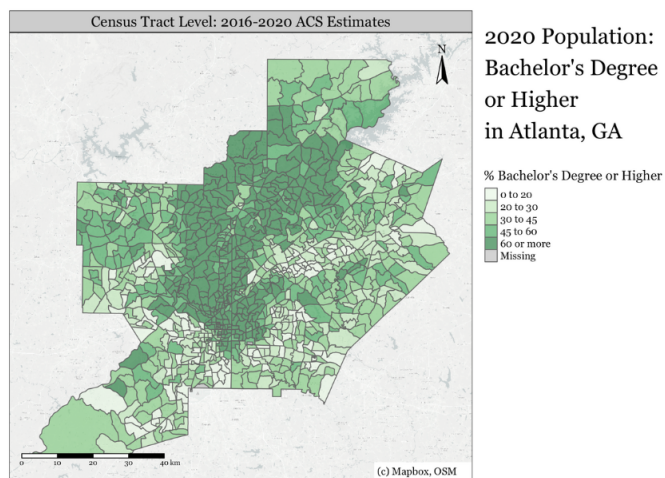 Census Tract Level: 2016-2020 ACS Estimates
2020 Population:
Bachelor's Degree
or Higher
in Atlanta, GA
N
% Bachelor's Degree or Higher
0 to 20
20 to 30
30 to 45
45 to 60
60 or more
Missing
0 10 20 30 40 km
(c) Mapbox, OSM